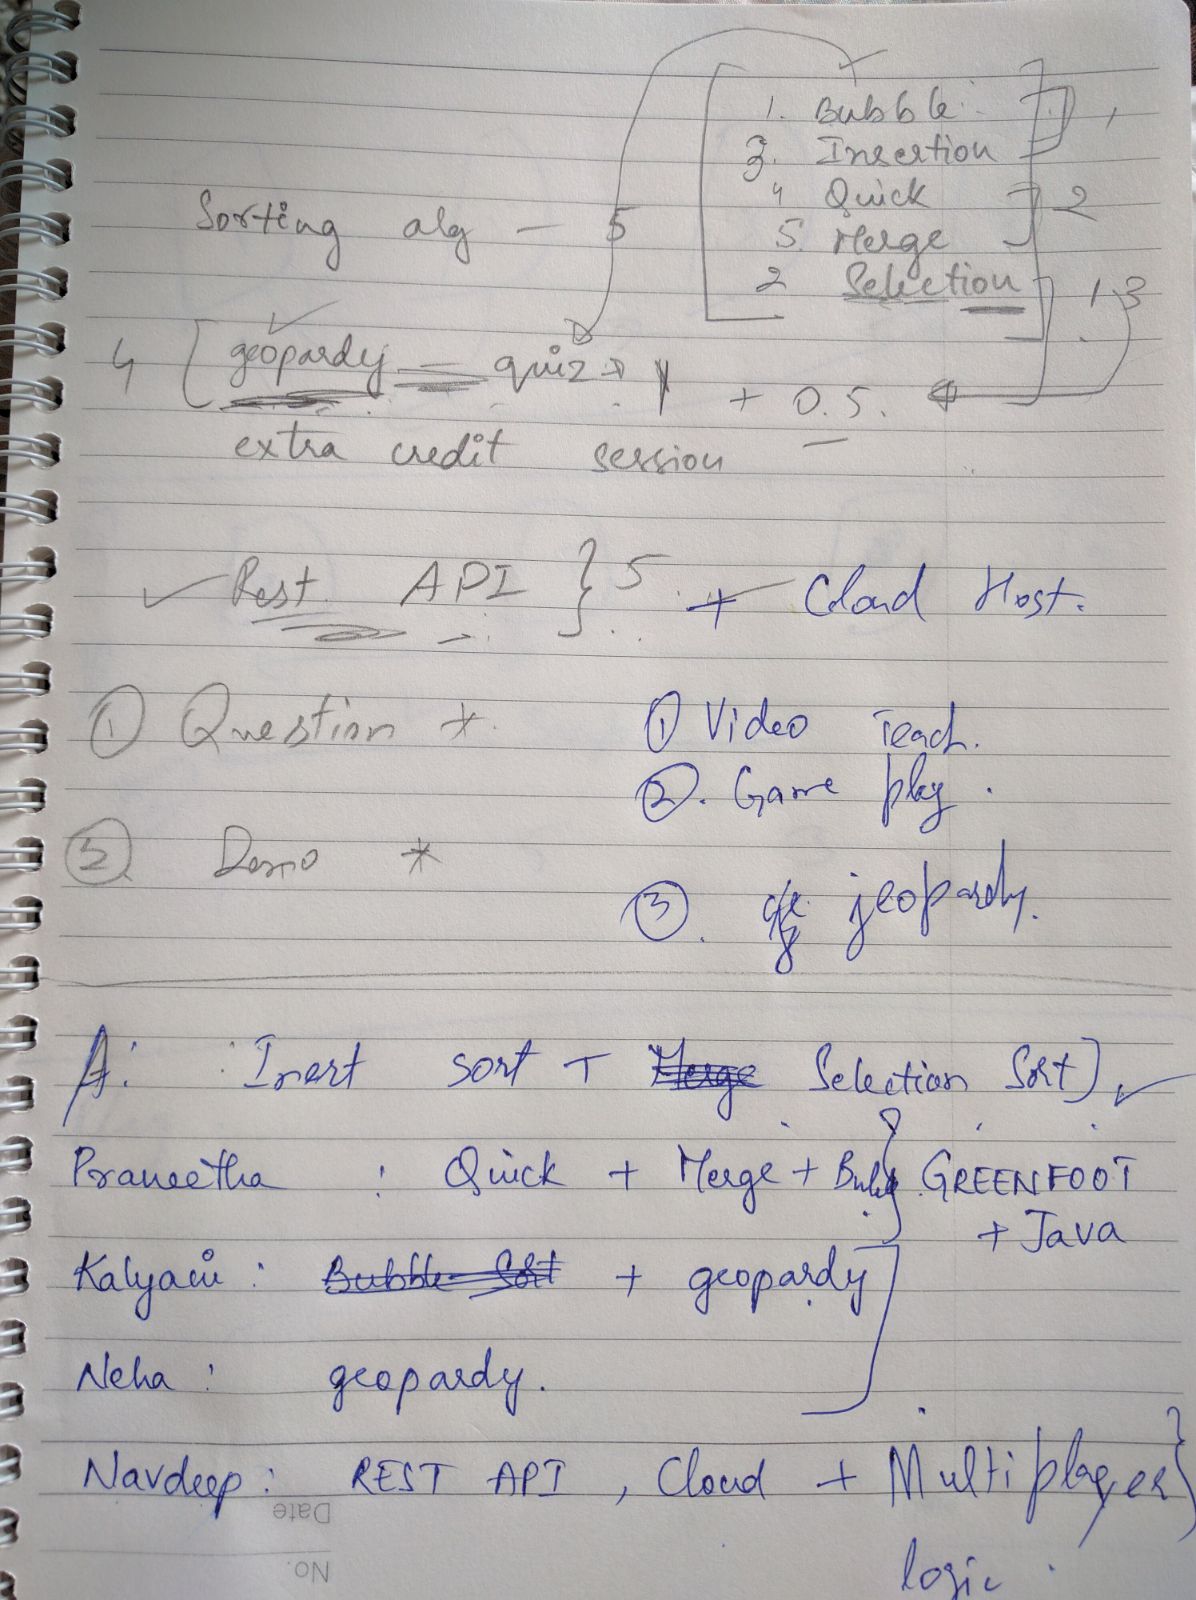 1. Bubble 1
3. Insertion
4 Quick 2
Sorting alg - 5
5. Merge
2 Selection 1 3
4 [ geopardy - quiz → 1 + 0.5.
extra credit session
Rest API } 5 + Cloud Host.
① Question *
① Video Teach.
②. Game play.
② Demo *
③. jeopardy.
A: Insert sort + Merge Selection Sort]
Praneetha : Quick + Merge + Bubb GREENFOOT
+ Java
Kalyani : Bubble Sort + geopardy
Neha : geopardy.
Navdeep : REST API, Cloud + Multiplayer }
logic.
Date
No.